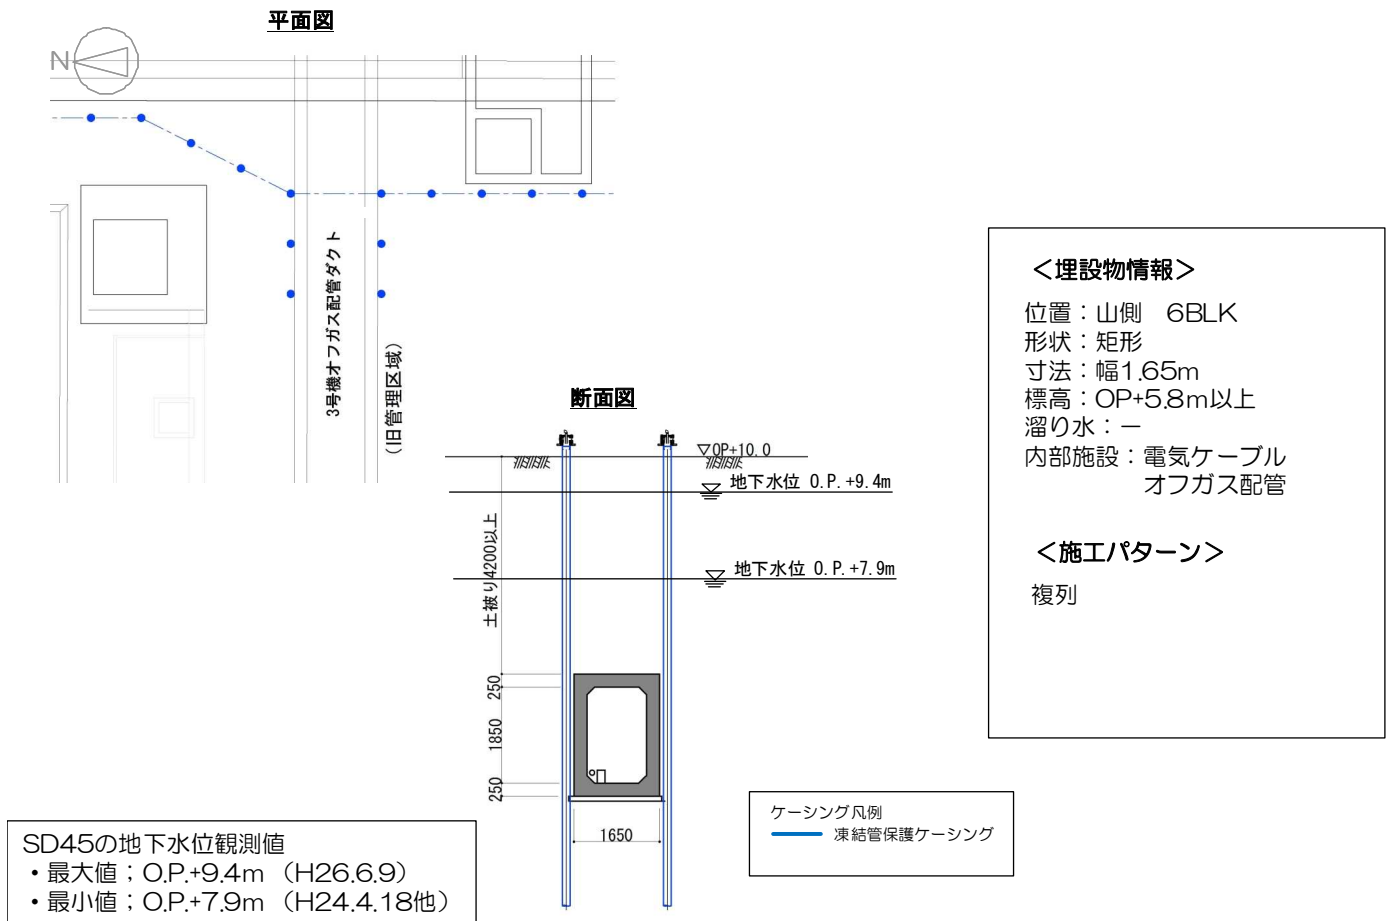 平面図
N
3号機オフガス配管ダクト
(旧管理区域)
断面図
▽OP+10.0
地下水位 O.P.+9.4m
地下水位 O.P.+7.9m
土被り4200以上
250
1850
250
1650
<埋設物情報>
位置:山側 6BLK
形状:矩形
寸法:幅1.65m
標高:OP+5.8m以上
溜り水:-
内部施設:電気ケーブル
オフガス配管
<施工パターン>
複列
ケーシング凡例
凍結管保護ケーシング
SD45の地下水位観測値
・最大値;O.P.+9.4m (H26.6.9)
・最小値;O.P.+7.9m (H24.4.18他)